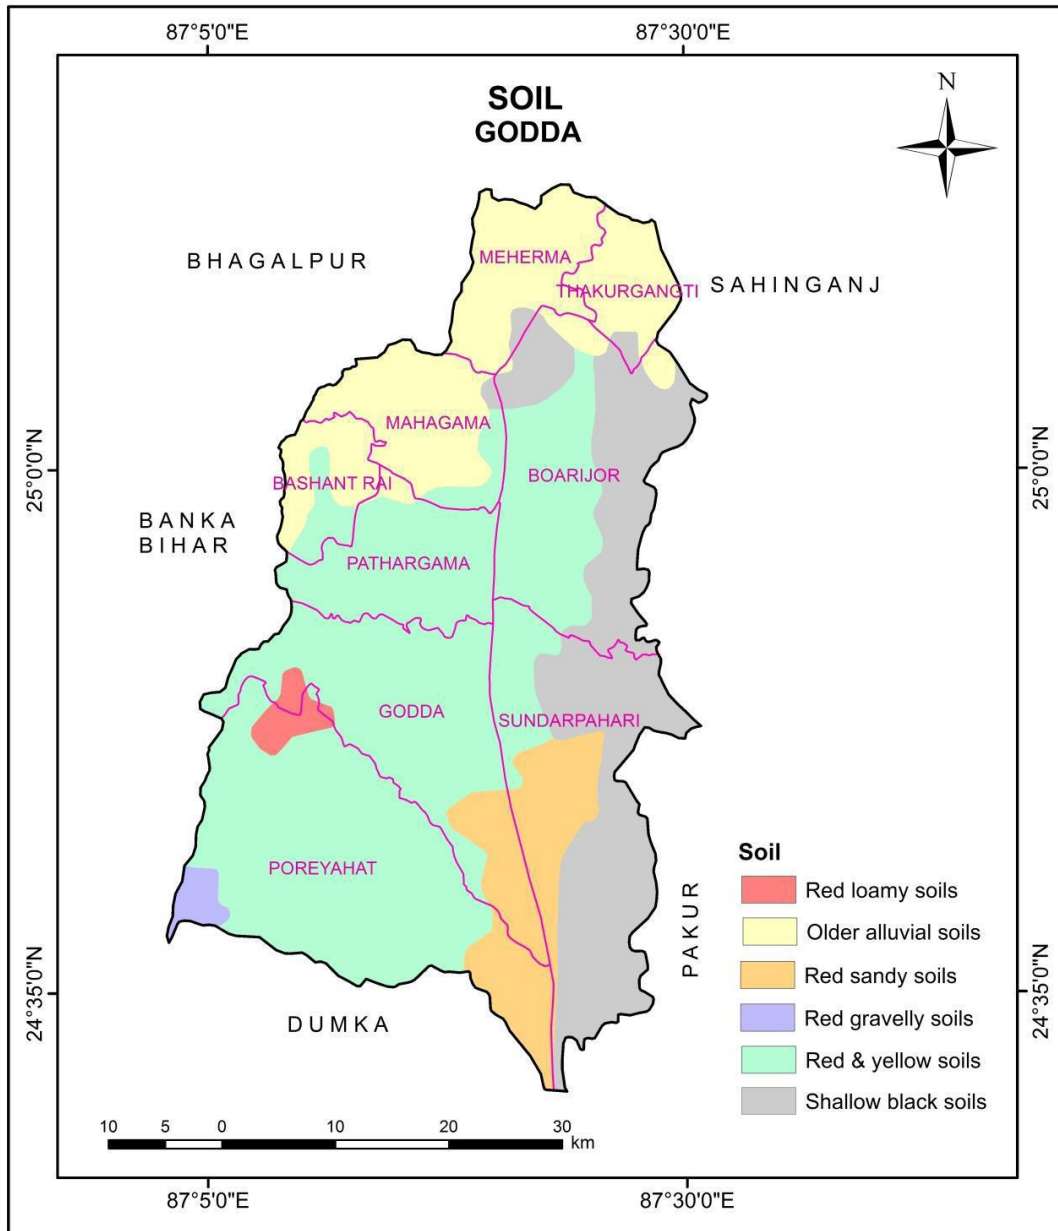 87°5'0"E
87°30'0"E
SOIL
GODDA
N
MEHERMA
BHAGALPUR
THAKURGANGTI
SAHINGANJ
MAHAGAMA
25°0'0"N
25°0'0"N
BOARIJOR
BASHANT RAI
BANKA
BIHAR
PATHARGAMA
GODDA
SUNDARPAHARI
POREYAHAT
Soil
Red loamy soils
Older alluvial soils
Red sandy soils
Red gravelly soils
Red & yellow soils
Shallow black soils
PAKUR
24°35'0"N
24°35'0"N
DUMKA
10 5 0 10 20 30
km
87°5'0"E
87°30'0"E